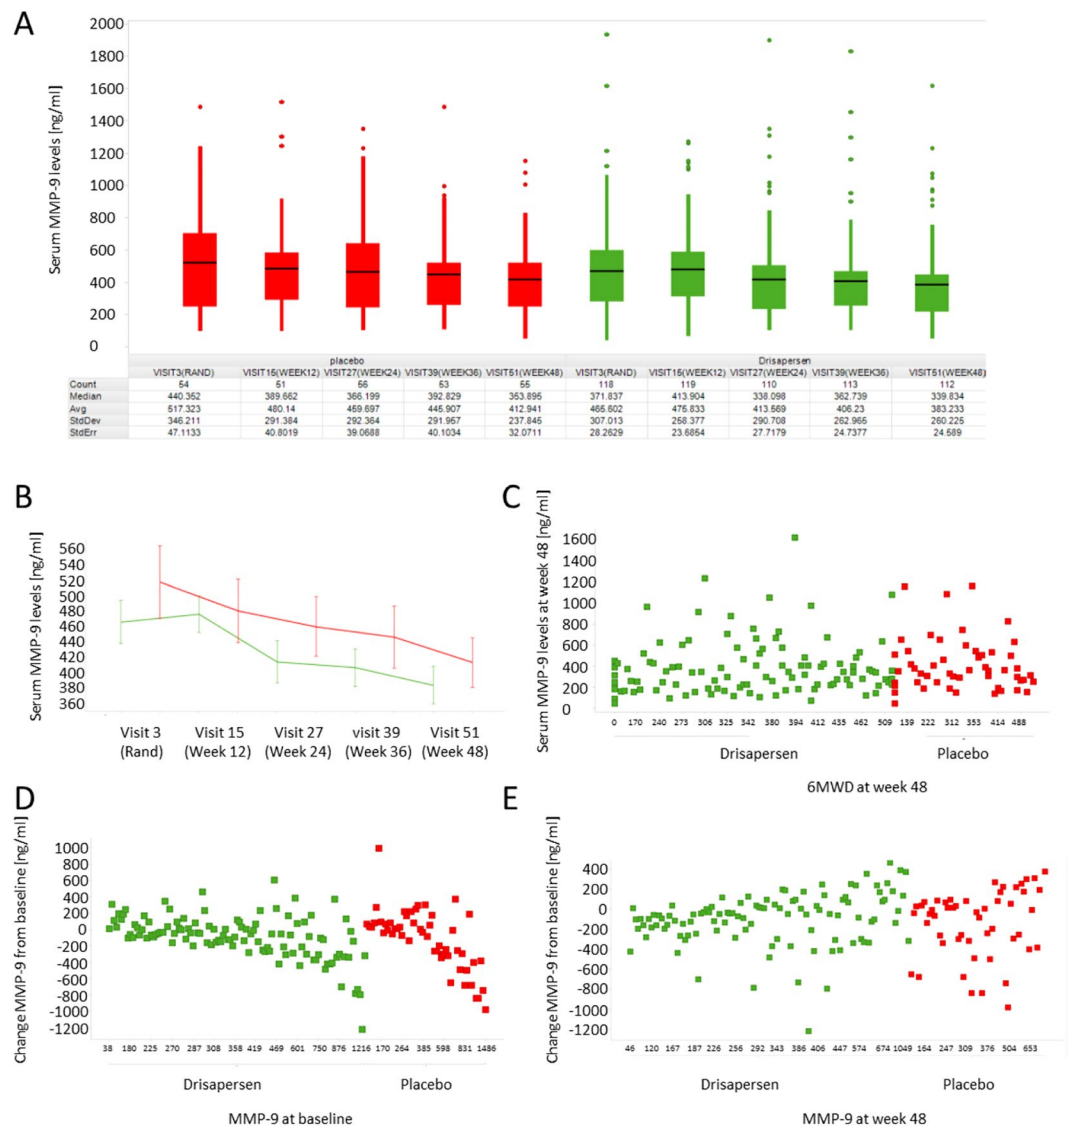 A
Serum MMP-9 levels [ng/ml]
2000
1800
1600
1400
1200
1000
800
600
400
200
0
placebo Drisapersen
VISIT3(RAND) VISIT15(WEEK12) VISIT27(WEEK24) VISIT39(WEEK36) VISIT51(WEEK48) VISIT3(RAND) VISIT15(WEEK12) VISIT27(WEEK24) VISIT39(WEEK36) VISIT51(WEEK48)
Count 54 51 56 53 55 118 119 110 113 112
Median 440.352 389.662 366.199 392.829 353.895 371.837 413.904 338.098 362.739 339.834
Avg 517.323 480.14 459.697 445.907 412.941 465.602 475.833 413.569 406.23 383.233
StdDev 346.211 291.384 292.364 291.957 237.845 307.013 258.377 290.708 262.965 260.225
StdErr 47.1133 40.8019 39.0688 40.1034 32.0711 28.2629 23.6854 27.7179 24.7377 24.589
B
Serum MMP-9 levels [ng/ml]
560
540
520
500
480
460
440
420
400
380
360
Visit 3 Visit 15 Visit 27 visit 39 Visit 51
(Rand) (Week 12) (Week 24) (Week 36) (Week 48)
C
Serum MMP-9 levels at week 48 [ng/ml]
1600
1400
1200
1000
800
600
400
200
0
0 170 240 273 306 325 342 380 394 412 435 462 509 139 222 312 353 414 488
Drisapersen Placebo
6MWD at week 48
D
Change MMP-9 from baseline [ng/ml]
1000
800
600
400
200
0
-200
-400
-600
-800
-1000
-1200
38 180 225 270 287 308 358 419 469 601 750 876 1216 170 264 385 598 831 1486
Drisapersen Placebo
MMP-9 at baseline
E
Change MMP-9 from baseline [ng/ml]
400
200
0
-200
-400
-600
-800
-1000
-1200
46 120 167 187 226 256 292 343 386 406 447 574 674 1049 164 247 309 376 504 653
Drisapersen Placebo
MMP-9 at week 48